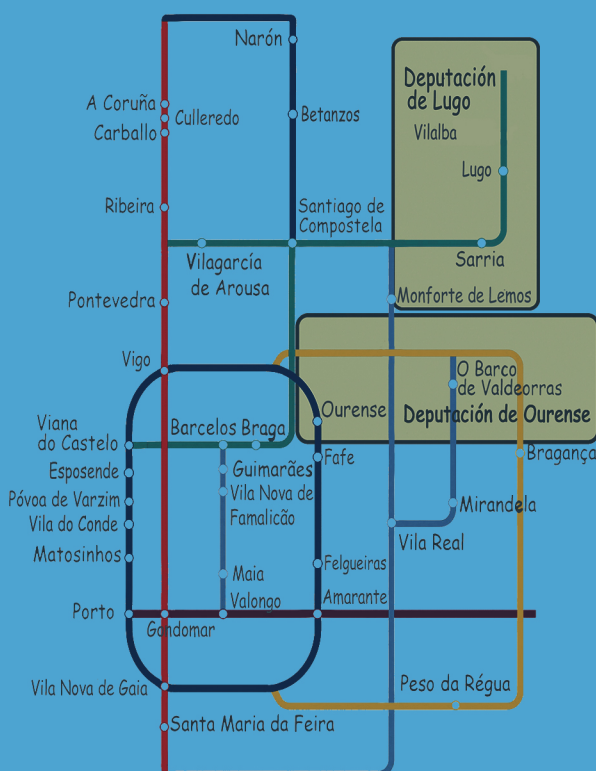 Narón
Deputación
de Lugo
A Coruña
Culleredo
Betanzos
Carballo
Vilalba
Lugo
Ribeira
Santiago de
Compostela
Vilagarcía
de Arousa
Sarria
Pontevedra
Monforte de Lemos
Vigo
O Barco
de Valdeorras
Ourense
Deputación de Ourense
Viana
do Castelo
Barcelos
Braga
Fafe
Bragança
Esposende
Guimarães
Póvoa de Varzim
Vila Nova de
Famalicão
Mirandela
Vila do Conde
Vila Real
Matosinhos
Maia
Felgueiras
Porto
Valongo
Amarante
Gondomar
Vila Nova de Gaia
Peso da Régua
Santa Maria da Feira